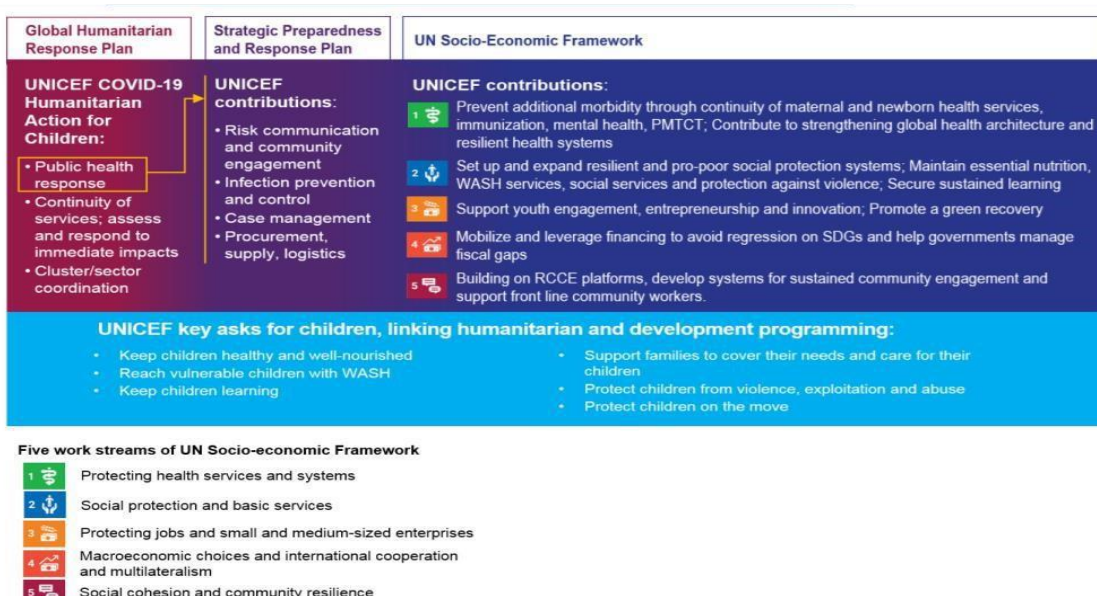 Global Humanitarian
Response Plan
Strategic Preparedness
and Response Plan
UN Socio-Economic Framework
UNICEF COVID-19
Humanitarian
Action for
Children:
• Public health
response
• Continuity of
services; assess
and respond to
immediate impacts
• Cluster/sector
coordination
UNICEF
contributions:
• Risk communication
and community
engagement
• Infection prevention
and control
• Case management
• Procurement,
supply, logistics
UNICEF contributions:
1 Prevent additional morbidity through continuity of maternal and newborn health services,
immunization, mental health, PMTCT; Contribute to strengthening global health architecture and
resilient health systems
2 Set up and expand resilient and pro-poor social protection systems; Maintain essential nutrition,
WASH services, social services and protection against violence; Secure sustained learning
3 Support youth engagement, entrepreneurship and innovation; Promote a green recovery
4 Mobilize and leverage financing to avoid regression on SDGs and help governments manage
fiscal gaps
5 Building on RCCE platforms, develop systems for sustained community engagement and
support front line community workers.
UNICEF key asks for children, linking humanitarian and development programming:
• Keep children healthy and well-nourished
• Reach vulnerable children with WASH
• Keep children learning
• Support families to cover their needs and care for their
children
• Protect children from violence, exploitation and abuse
• Protect children on the move
Five work streams of UN Socio-economic Framework
1 Protecting health services and systems
2 Social protection and basic services
3 Protecting jobs and small and medium-sized enterprises
4 Macroeconomic choices and international cooperation
and multilateralism
5 Social cohesion and community resilience